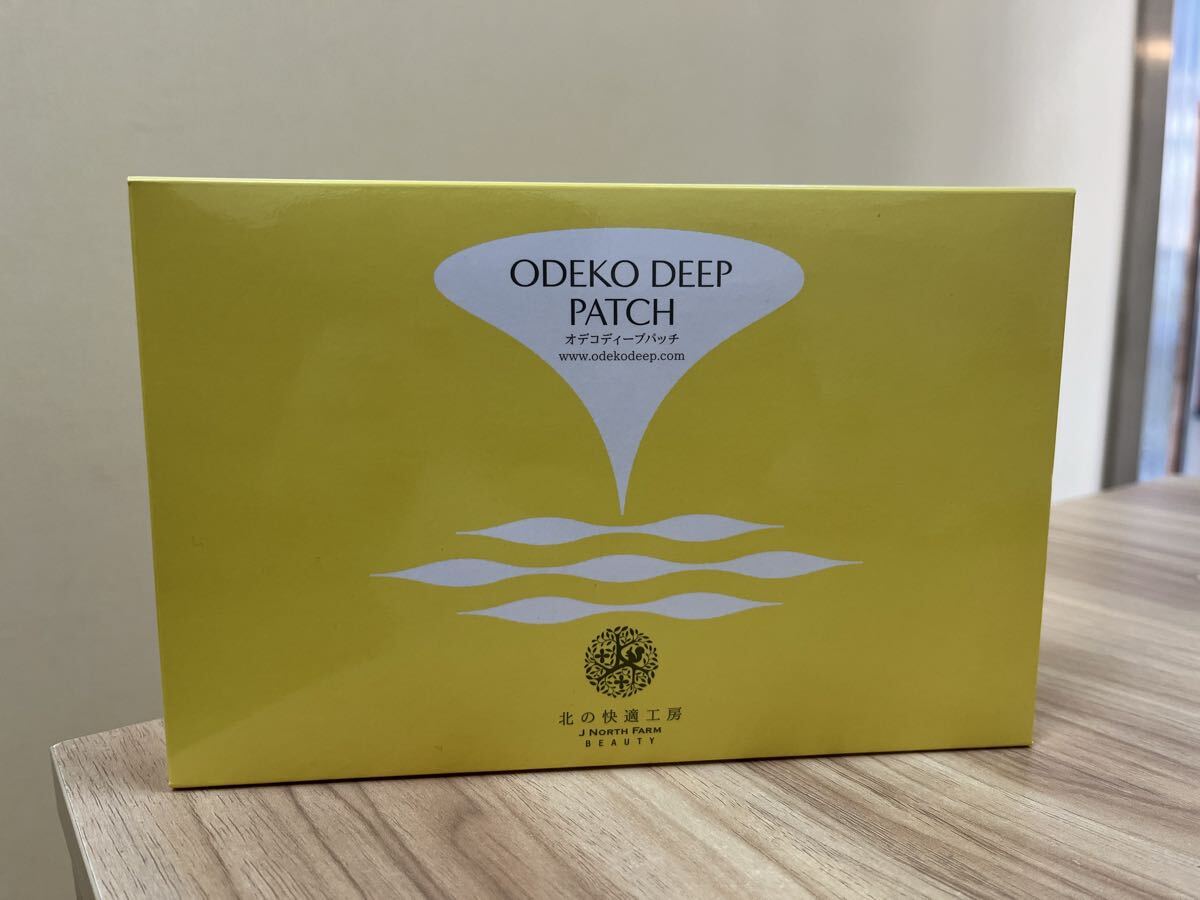 ODEKO DEEP
PATCH
オデコディープパッチ
www.odekodeep.com
北の快適工房
J NORTH FARM
BEAUTY